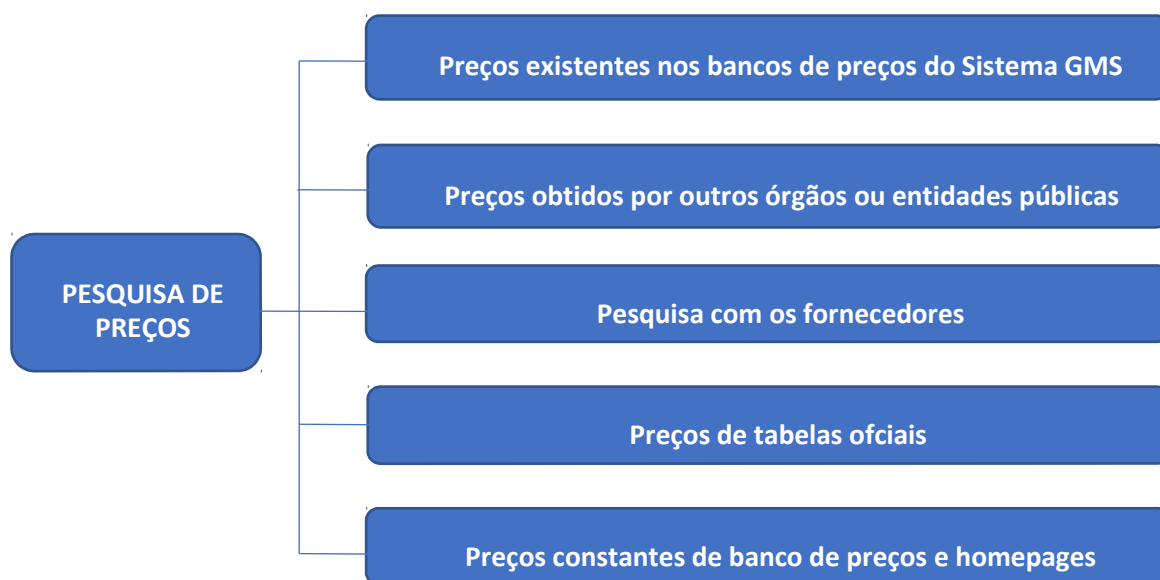 Preços existentes nos bancos de preços do Sistema GMS
Preços obtidos por outros órgãos ou entidades públicas
PESQUISA DE
PREÇOS
Pesquisa com os fornecedores
Preços de tabelas ofciais
Preços constantes de banco de preços e homepages